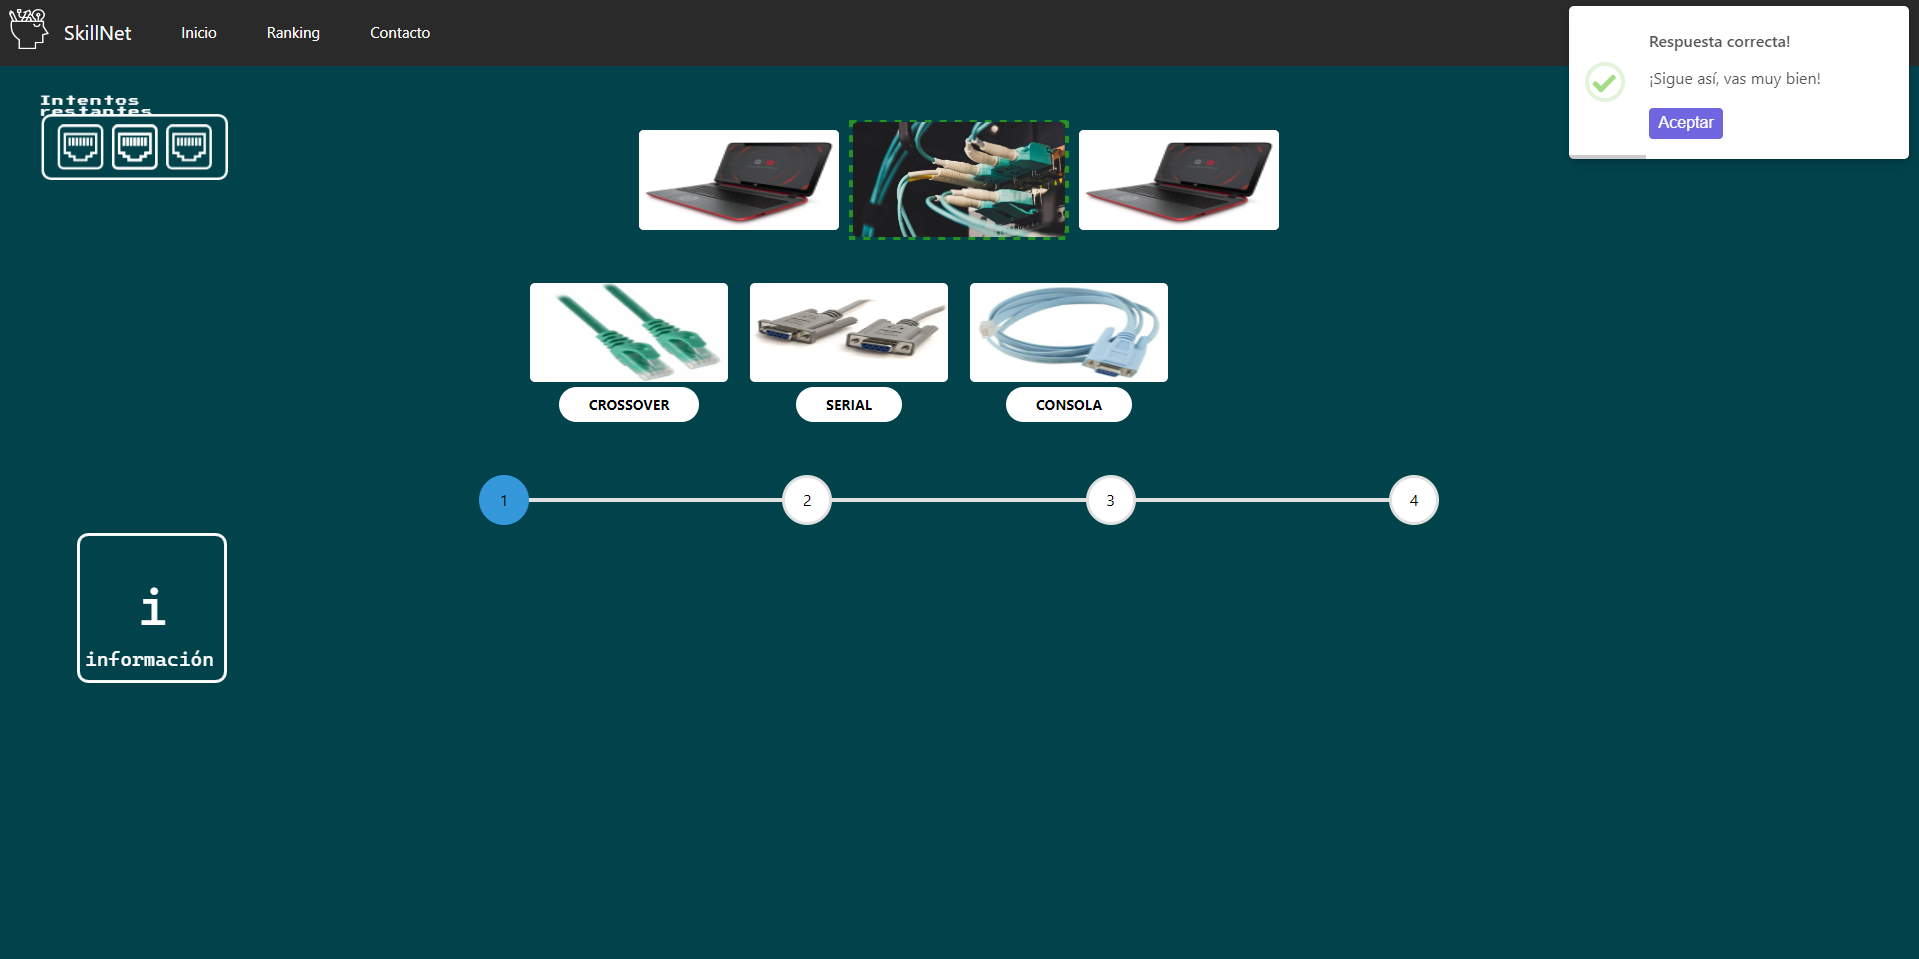 SkillNet
Inicio
Ranking
Contacto
Respuesta correcta!
¡Sigue así, vas muy bien!
Aceptar
Intentos
restantes
CROSSOVER
SERIAL
CONSOLA
1
2
3
4
i
información